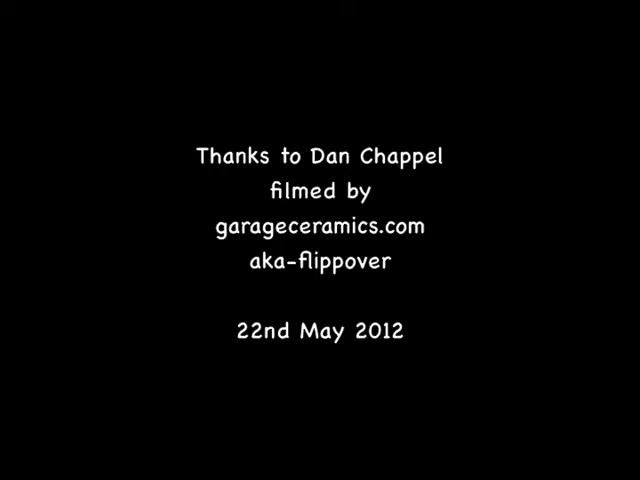 Thanks to Dan Chappel
filmed by
garageceramics.com
aka-flippover
22nd May 2012